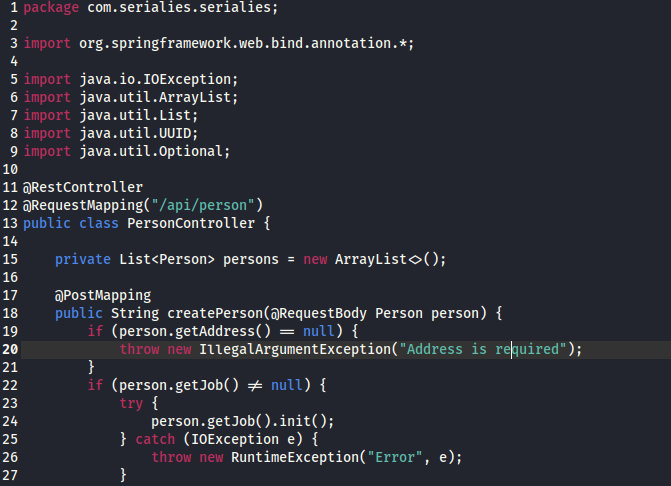 1 package com.serialies.serialies;
2
3 import org.springframework.web.bind.annotation.*;
4
5 import java.io.IOException;
6 import java.util.ArrayList;
7 import java.util.List;
8 import java.util.UUID;
9 import java.util.Optional;
10
11 @RestController
12 @RequestMapping("/api/person")
13 public class PersonController {
14
15     private List<Person> persons = new ArrayList<>();
16
17     @PostMapping
18     public String createPerson(@RequestBody Person person) {
19         if (person.getAddress() == null) {
20             throw new IllegalArgumentException("Address is required");
21         }
22         if (person.getJob() != null) {
23             try {
24                 person.getJob().init();
25             } catch (IOException e) {
26                 throw new RuntimeException("Error", e);
27             }